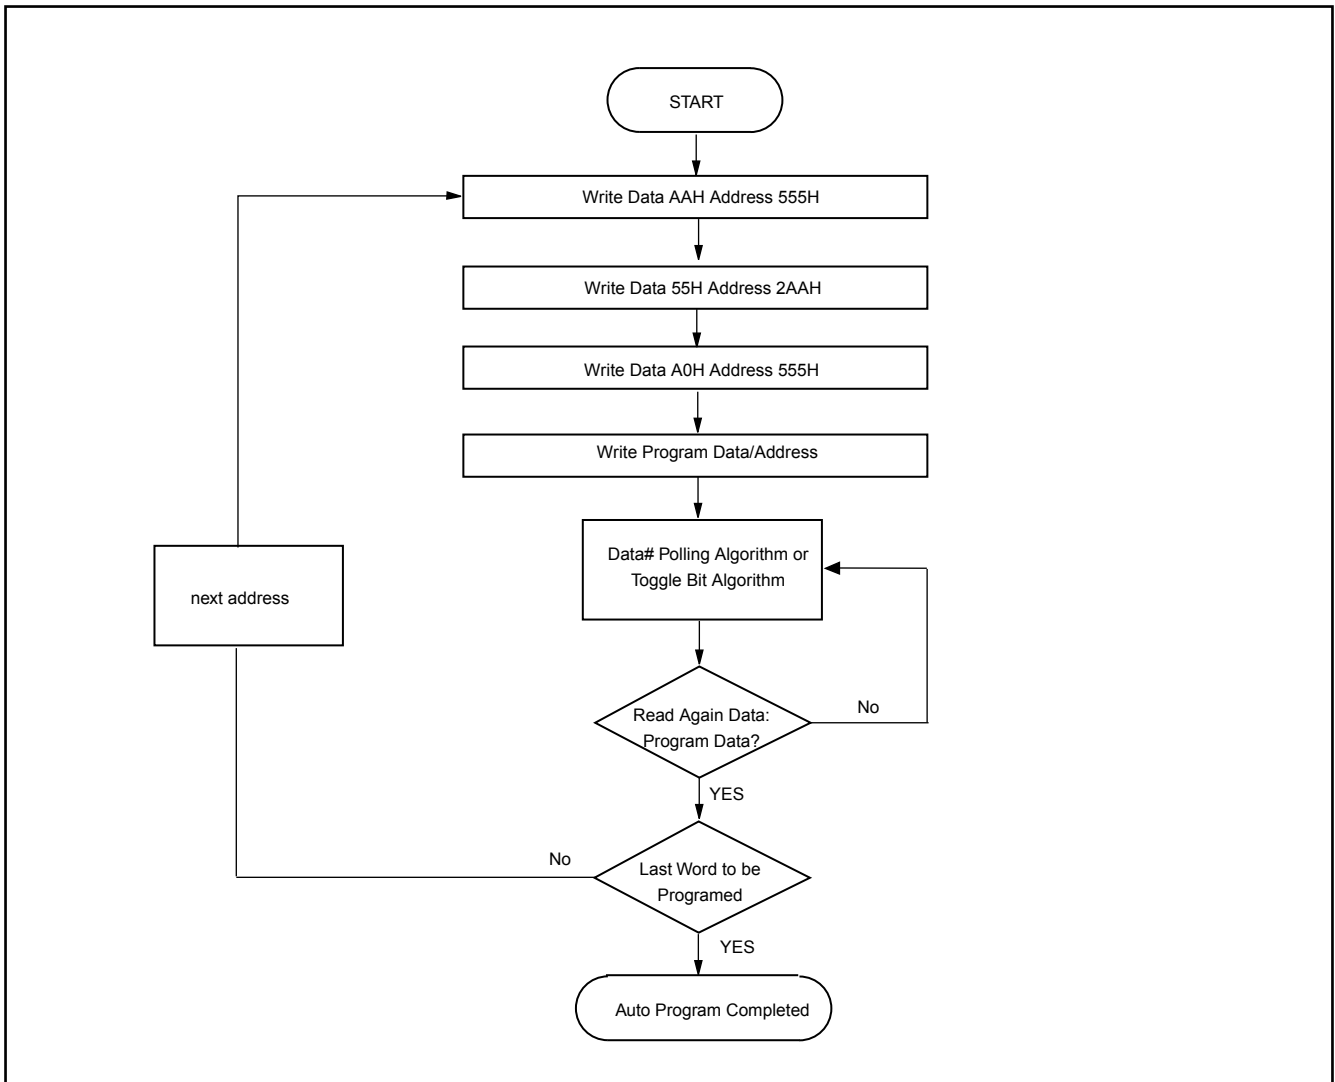 START
Write Data AAH Address 555H
Write Data 55H Address 2AAH
Write Data A0H Address 555H
Write Program Data/Address
Data# Polling Algorithm or
Toggle Bit Algorithm
next address
Read Again Data:
Program Data?
No
YES
Last Word to be
Programed
No
YES
Auto Program Completed